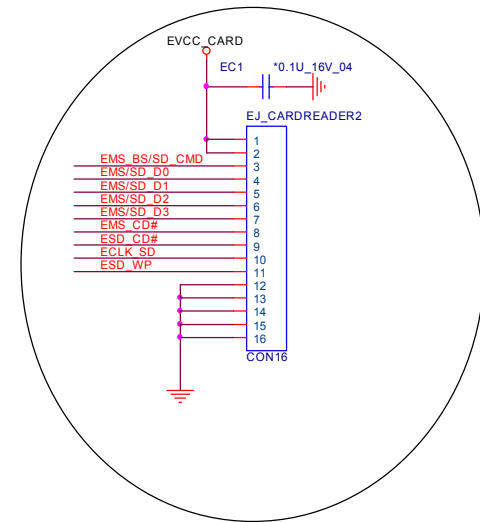 EVCC_CARD
EC1 *0.1U_16V_04
EJ_CARDREADER2
1
2
EMS_BS/SD_CMD 3
EMS/SD_D0 4
EMS/SD_D1 5
EMS/SD_D2 6
EMS/SD_D3 7
EMS_CD# 8
ESD_CD# 9
ECLK_SD 10
ESD_WP 11
12
13
14
15
16
CON16